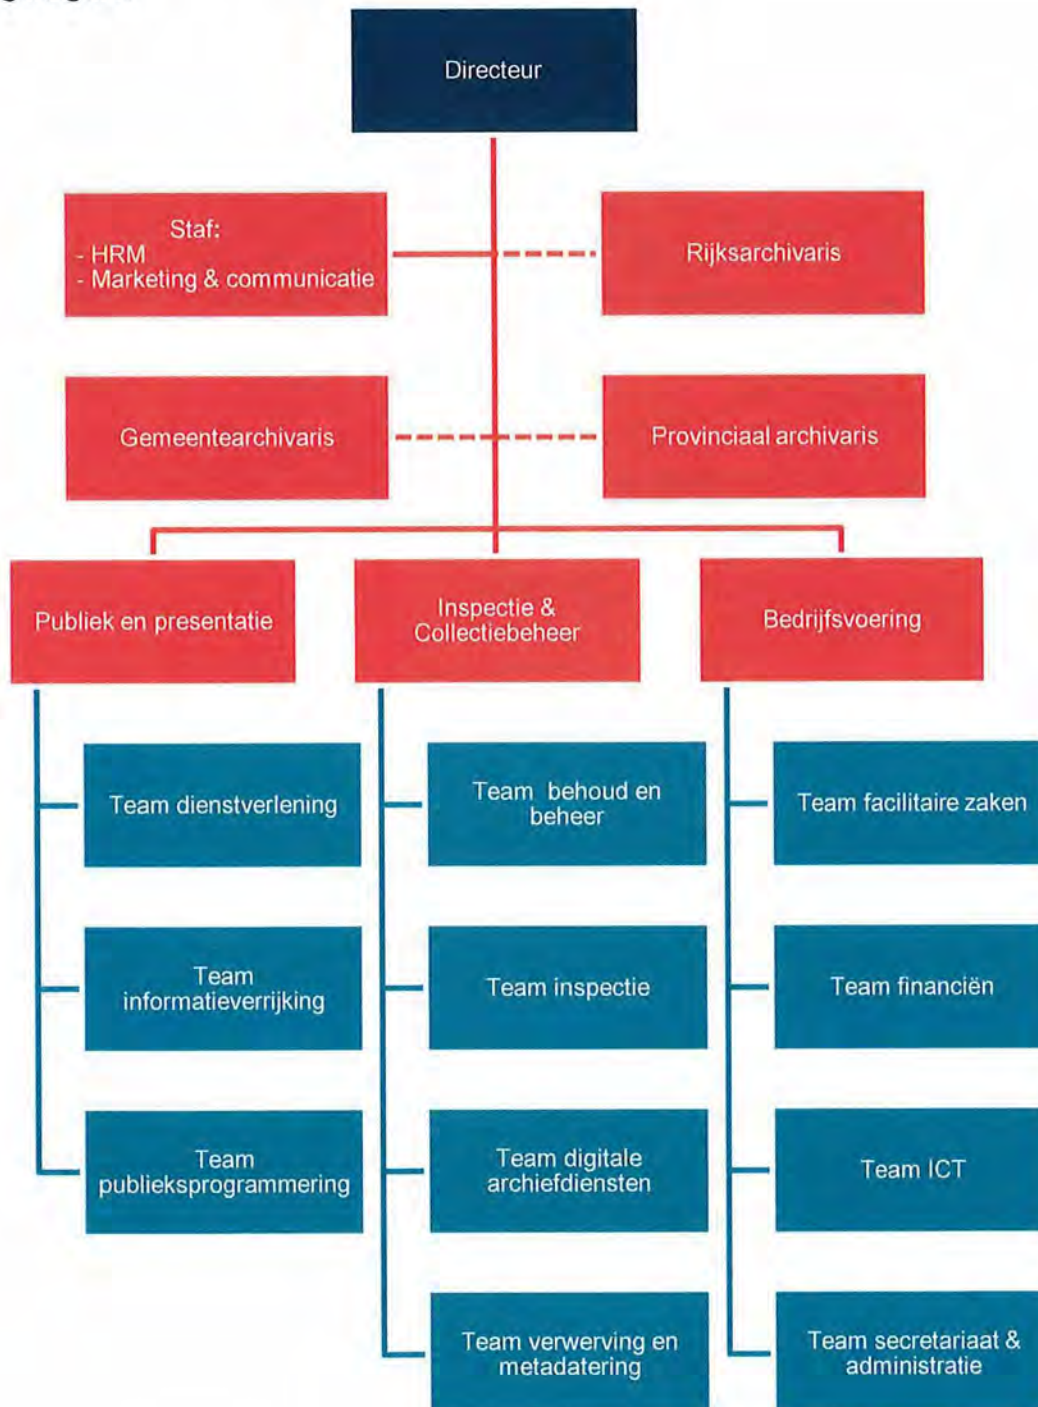 Directeur
Staf:
- HRM
- Marketing & communicatie
Rijksarchivaris
Gemeentearchivaris
Provinciaal archivaris
Publiek en presentatie
Inspectie &
Collectiebeheer
Bedrijfsvoering
Team dienstverlening
Team behoud en
beheer
Team facilitaire zaken
Team
informatieverrijking
Team inspectie
Team financiën
Team
publieksprogrammering
Team digitale
archiefdiensten
Team ICT
Team verwerving en
metadatering
Team secretariaat &
administratie